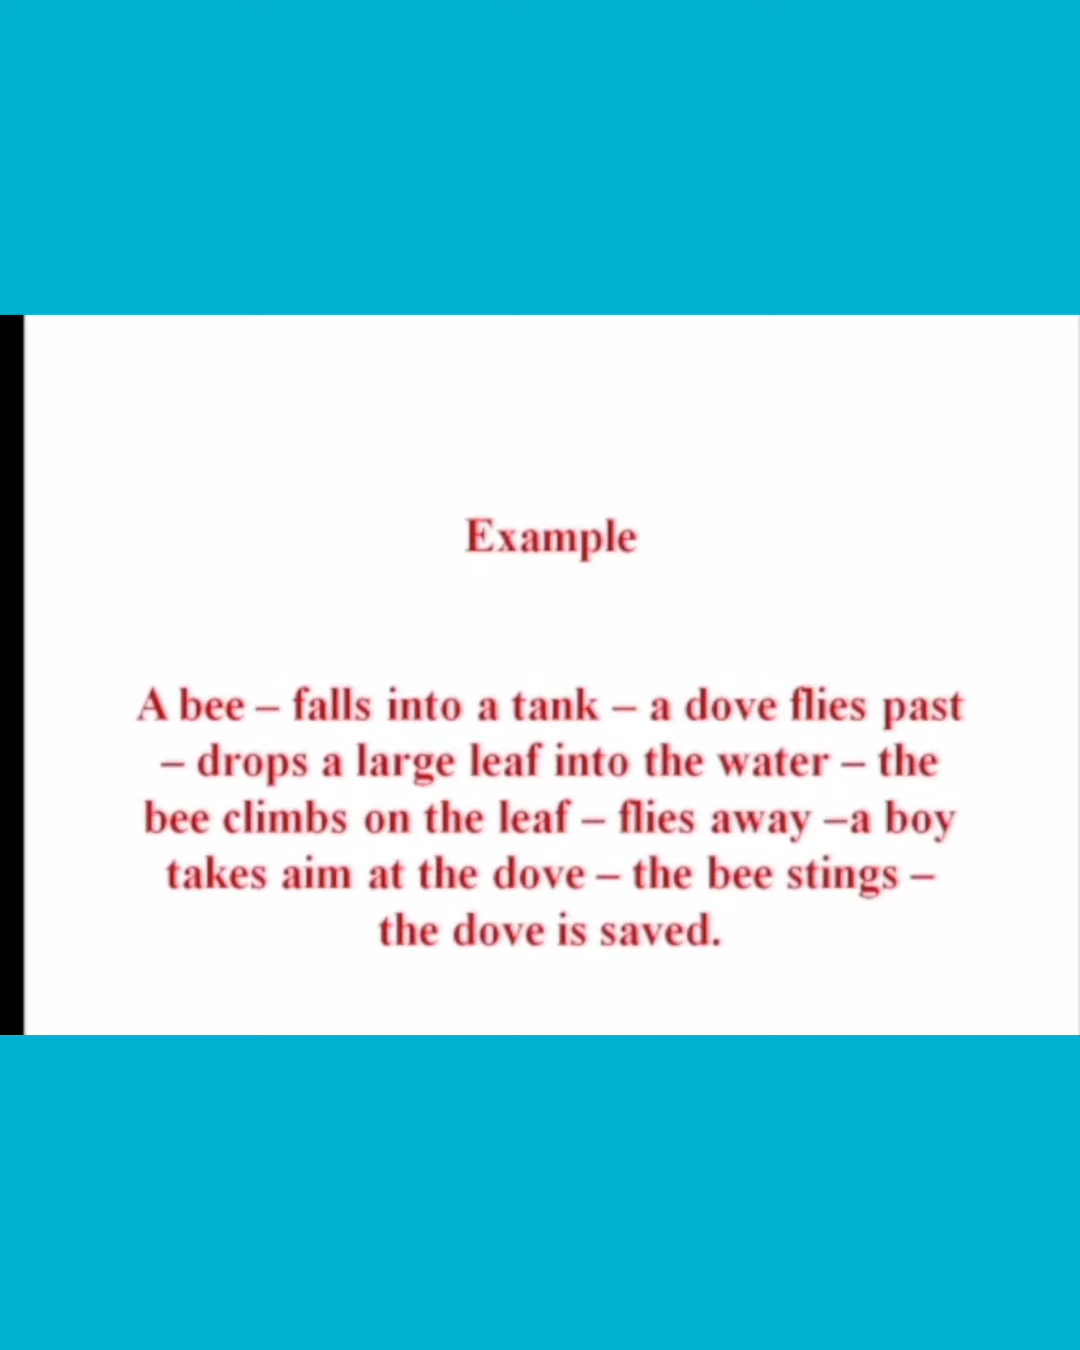 Example
A bee – falls into a tank – a dove flies past
– drops a large leaf into the water – the
bee climbs on the leaf – flies away –a boy
takes aim at the dove – the bee stings –
the dove is saved.